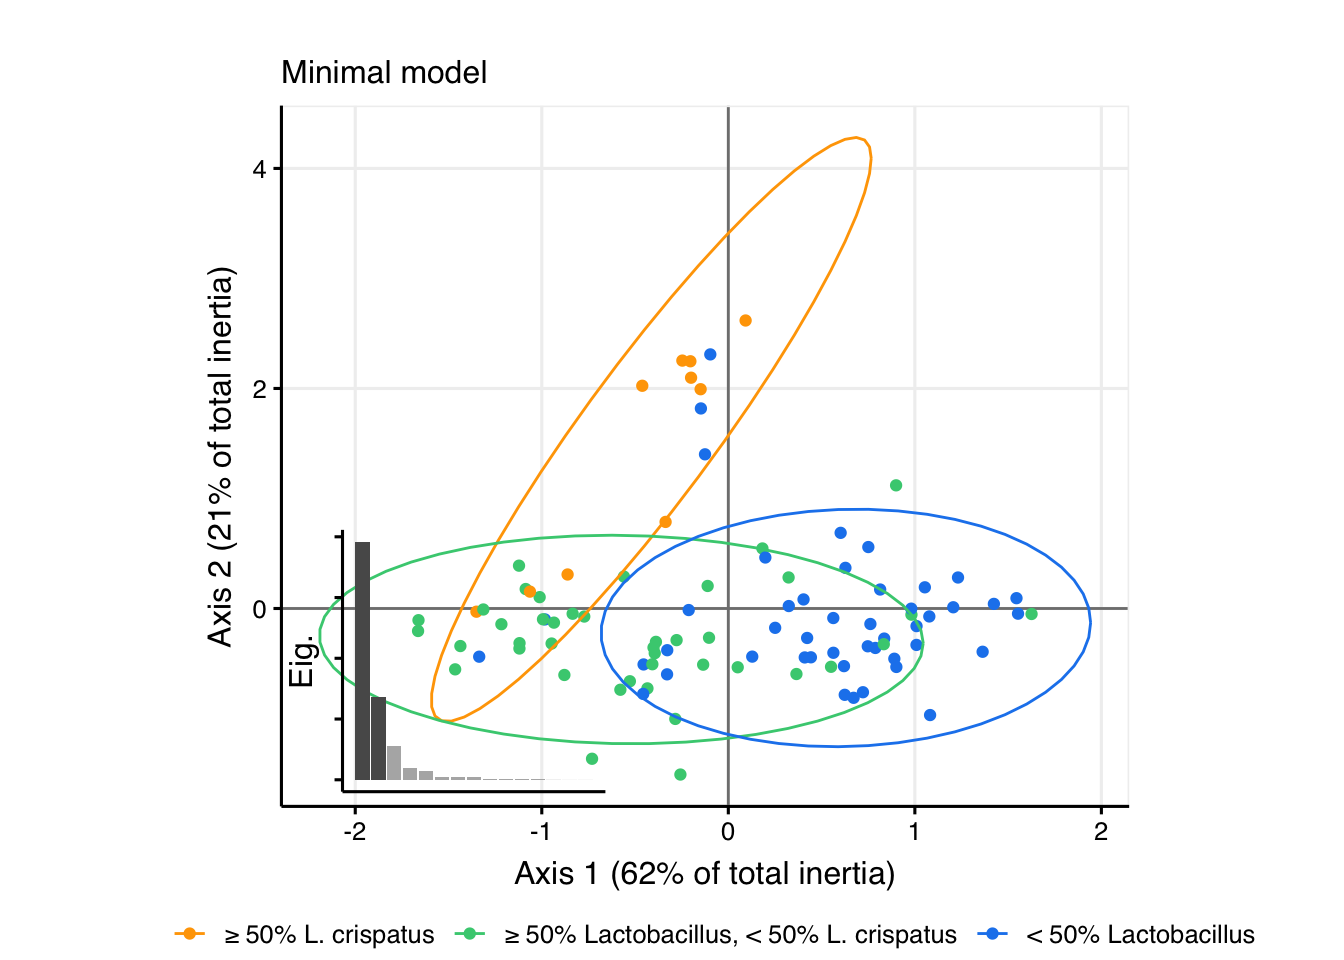 Minimal model
Axis 2 (21% of total inertia)
4
2
0
Eig.
-2
-1
0
1
2
Axis 1 (62% of total inertia)
≥ 50% L. crispatus
≥ 50% Lactobacillus, < 50% L. crispatus
< 50% Lactobacillus